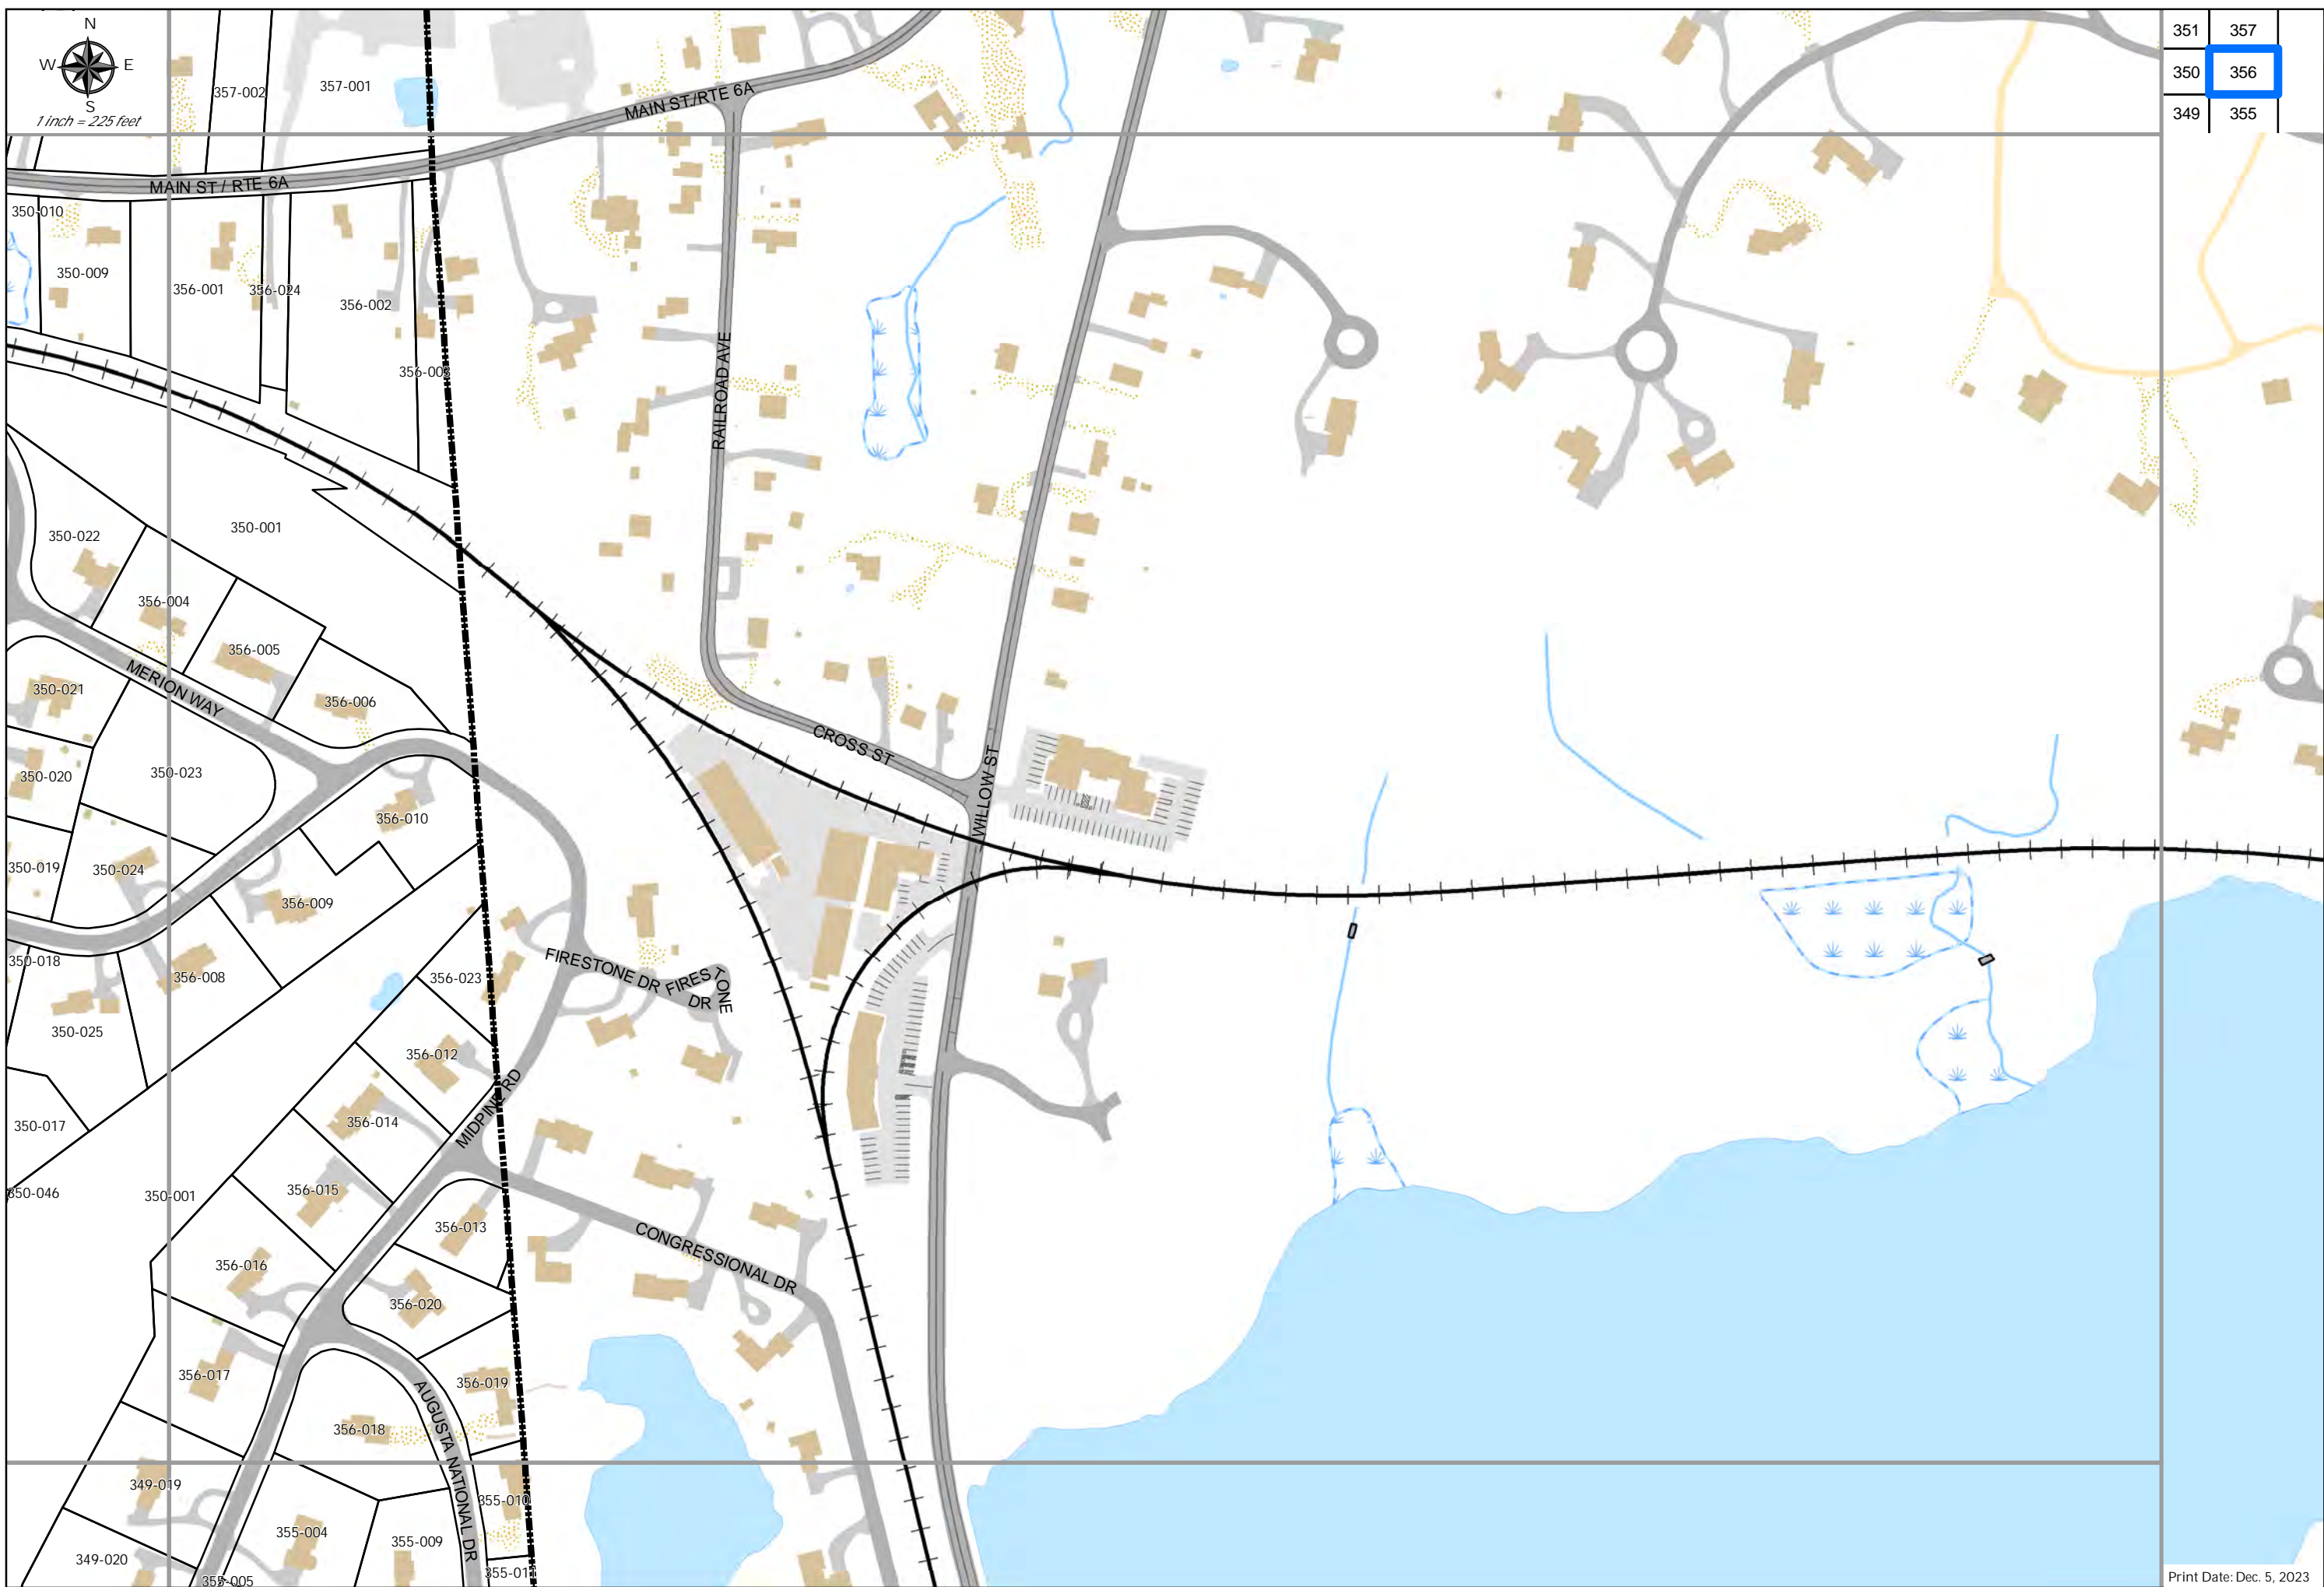 N
W E
S
1 inch = 225 feet
351 357
350 356
349 355
357-002
357-001
MAIN ST./RTE 6A
MAIN ST / RTE 6A
350-010
350-009
356-001
356-024
356-002
356-003
RAILROAD AVE
350-001
350-022
356-004
356-005
MERION WAY
350-021
356-006
350-020
350-023
CROSS ST
WILLOW ST
356-010
350-019
350-024
356-009
350-018
356-008
356-023
FIRESTONE DR
FIRESTONE DR
350-025
356-012
MIDPINE RD
350-017
356-014
350-046
350-001
356-015
356-013
CONGRESSIONAL DR
356-016
356-020
356-017
356-019
AUGUSTA NATIONAL DR
356-018
349-019
355-010
355-004
355-009
349-020
355-005
355-011
Print Date: Dec. 5, 2023